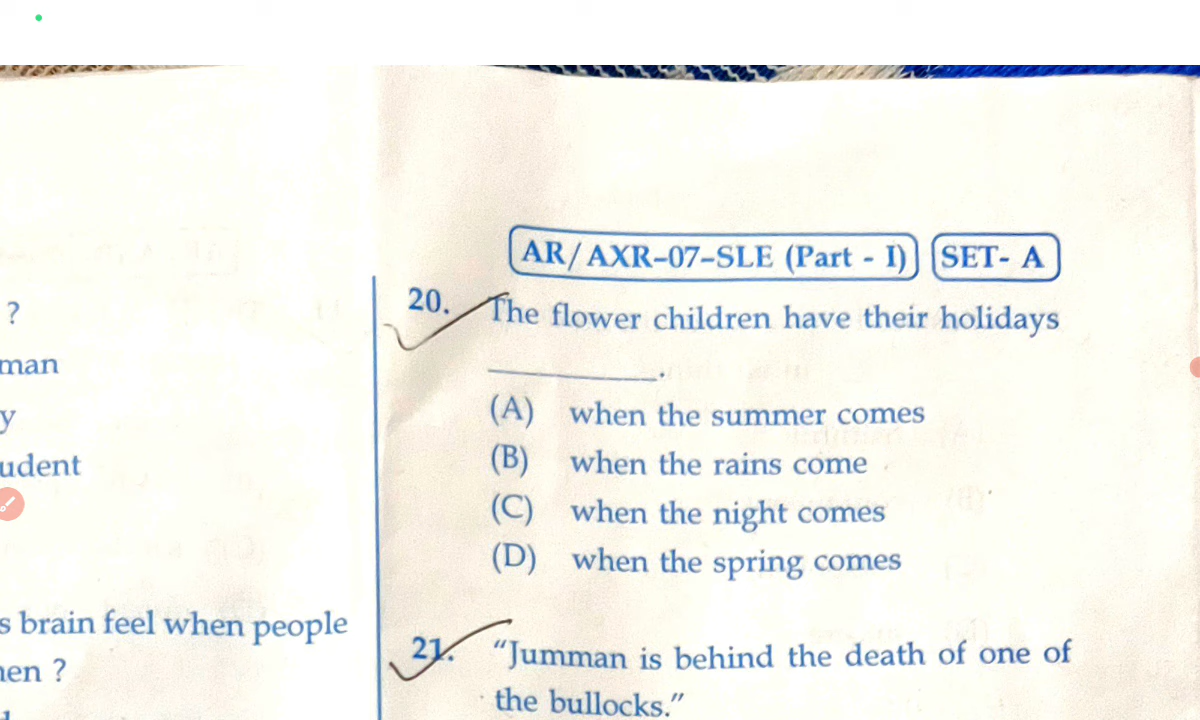 ?
man
y
udent
s brain feel when people
en ?
AR/AXR-07-SLE (Part - I) SET- A
20. The flower children have their holidays
____________.
(A) when the summer comes
(B) when the rains come
(C) when the night comes
(D) when the spring comes
21. "Jumman is behind the death of one of
the bullocks."